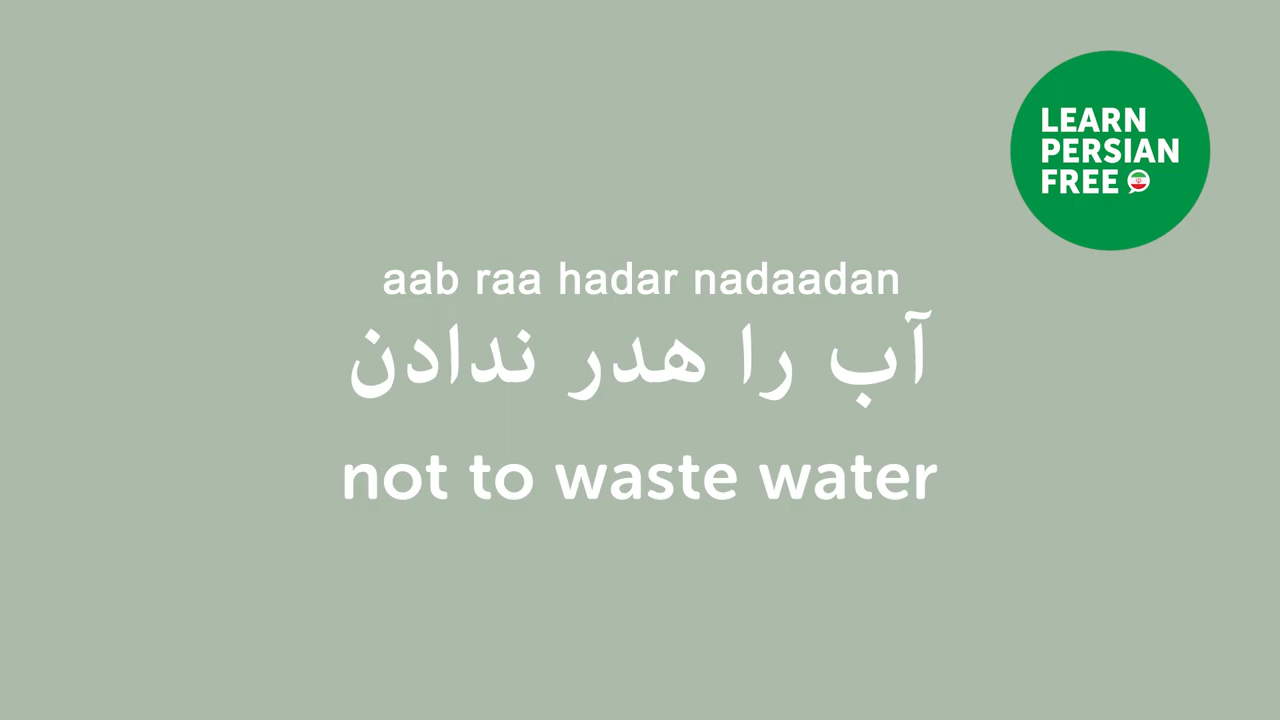 LEARN
PERSIAN
FREE
aab raa hadar nadaadan
آب را هدر ندادن
not to waste water